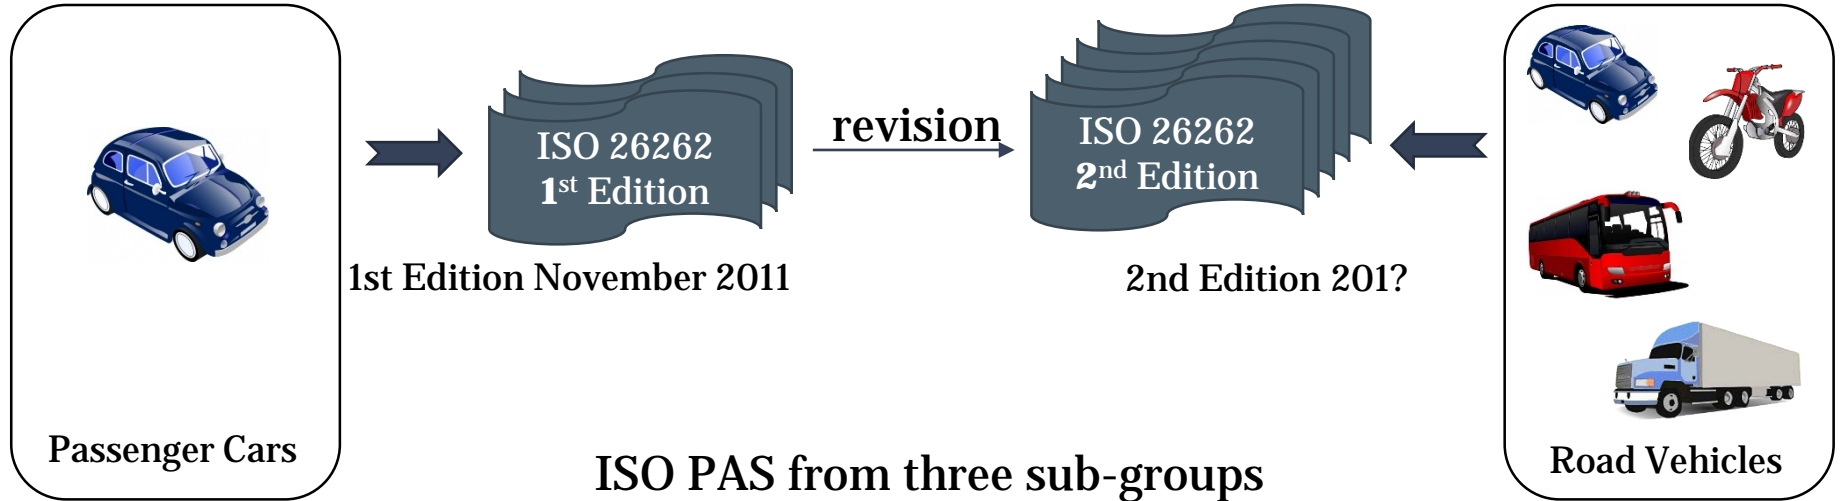 Passenger Cars
ISO 26262
1st Edition
1st Edition November 2011
revision
ISO 26262
2nd Edition
2nd Edition 201?
Road Vehicles
ISO PAS from three sub-groups